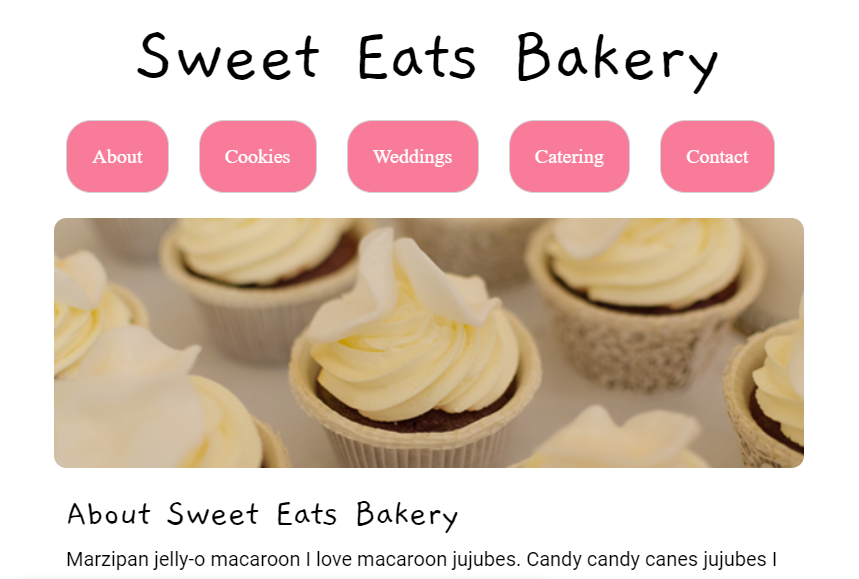 Sweet Eats Bakery
About Cookies Weddings Catering Contact
About Sweet Eats Bakery
Marzipan jelly-o macaroon I love macaroon jujubes. Candy candy canes jujubes I